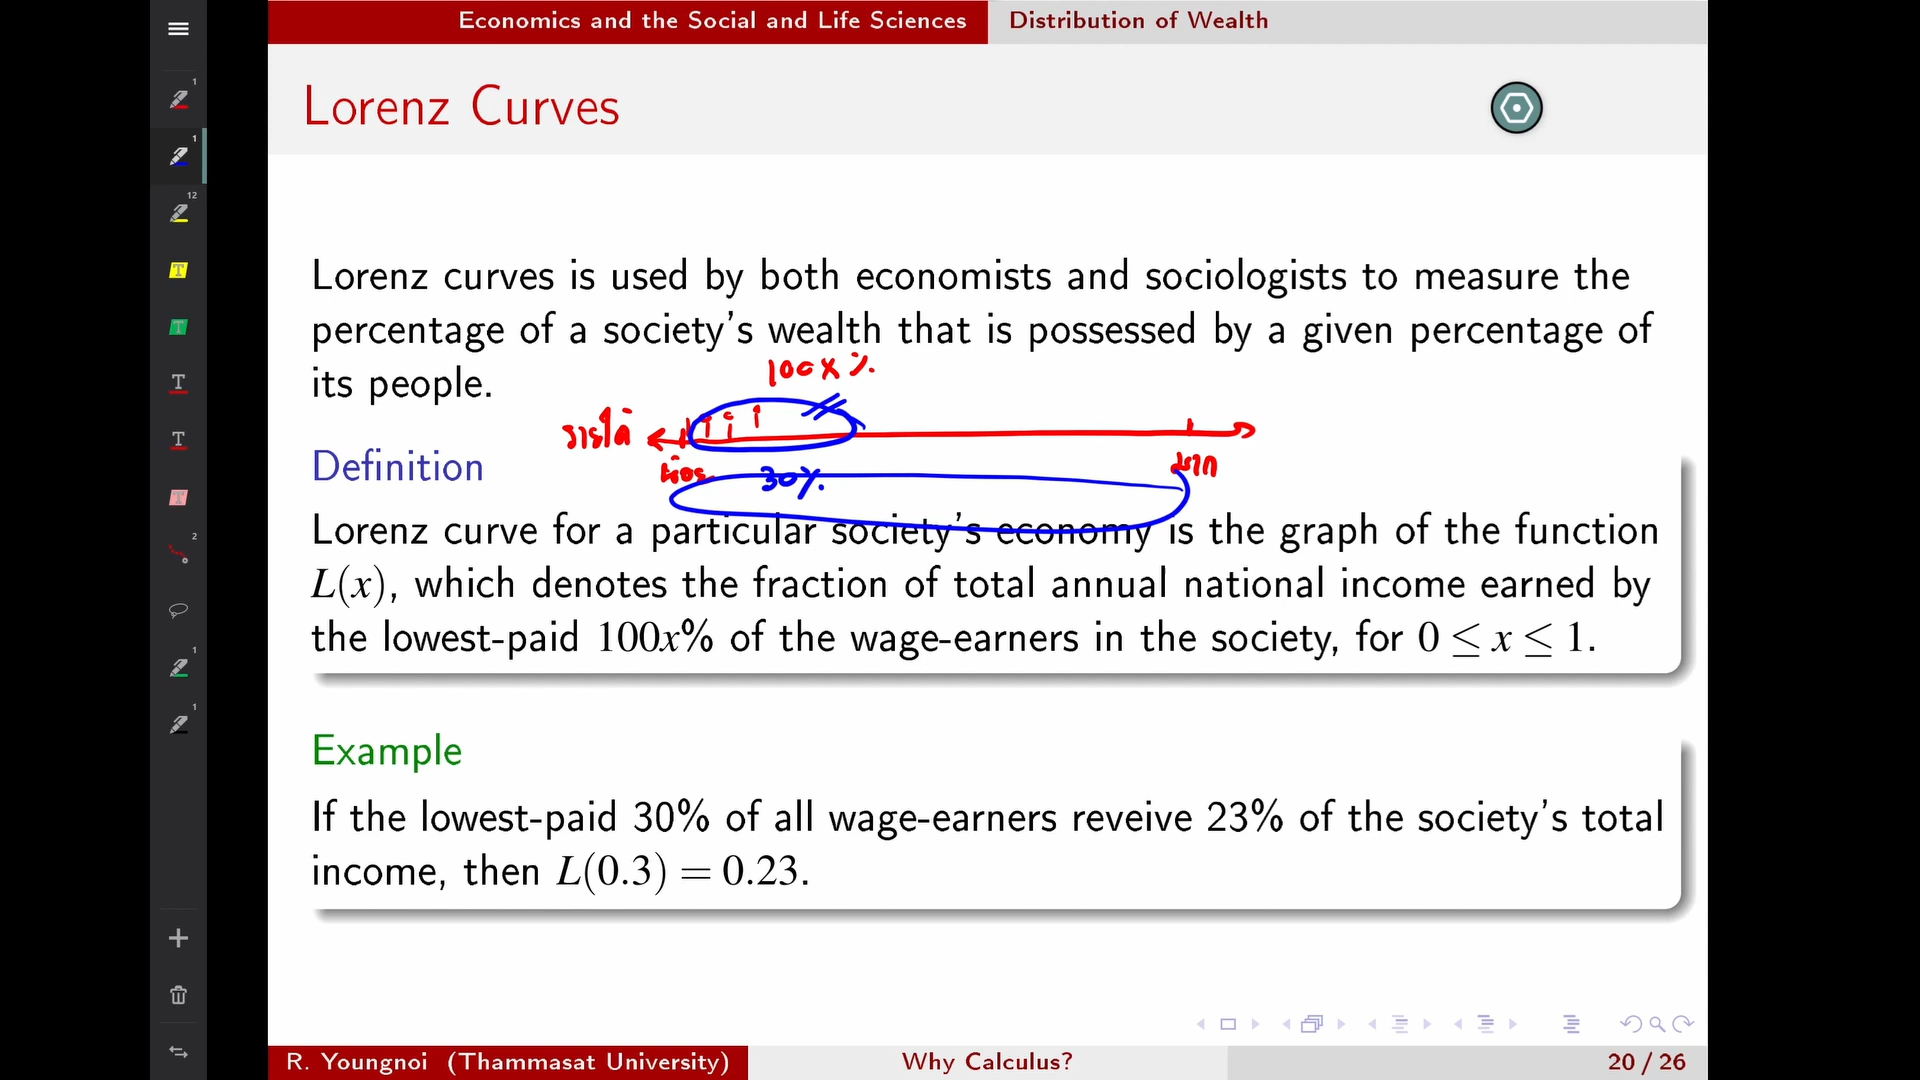 Economics and the Social and Life Sciences Distribution of Wealth
Lorenz Curves
Lorenz curves is used by both economists and sociologists to measure the
percentage of a society's wealth that is possessed by a given percentage of
its people.
100x%
รายได้
น้อย
มาก
30%
Definition
Lorenz curve for a particular society's economy is the graph of the function
L(x), which denotes the fraction of total annual national income earned by
the lowest-paid 100x% of the wage-earners in the society, for 0 ≤ x ≤ 1.
Example
If the lowest-paid 30% of all wage-earners reveive 23% of the society's total
income, then L(0.3) = 0.23.
R. Youngnoi (Thammasat University) Why Calculus? 20 / 26